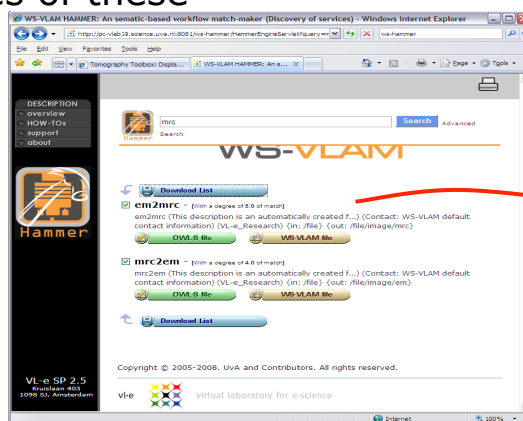 s of these
WS-VLAM HAMMER: An sematic-based workflow match-maker (Discovery of services) - Windows Internet Explorer
http://pc-vlab19.science.uva.nl:8081/ws-hammer/HammerEngineServlet?query=m
ws-hammer
File Edit View Favorites Tools Help
Tomography Toolbox| Displa...
WS-VLAM HAMMER: An s...
Page Tools
DESCRIPTION
overview
HOW-TOs
support
about
Hammer
mrc
Search
Advanced
Hammer
Search
WS-VLAM
Download List
em2mrc - [With a degree of 5.0 of match]
em2mrc (This description is an automatically created f...) (Contact: WS-VLAM default
contact information) (VL-e_Research) {in: /file} {out: /file/image/mrc}
OWL-S file WS-VLAM file
mrc2em - [With a degree of 4.0 of match]
mrc2em (This description is an automatically created f...) (Contact: WS-VLAM default
contact information) (VL-e_Research) {in: /file} {out: /file/image/em}
OWL-S file WS-VLAM file
Download List
Copyright © 2005-2008. UvA and Contributors. All rights reserved.
VL-e SP 2.5
Kruislaan 403
1098 SJ, Amsterdam
vl-e virtual laboratory for e-science
Internet
100%